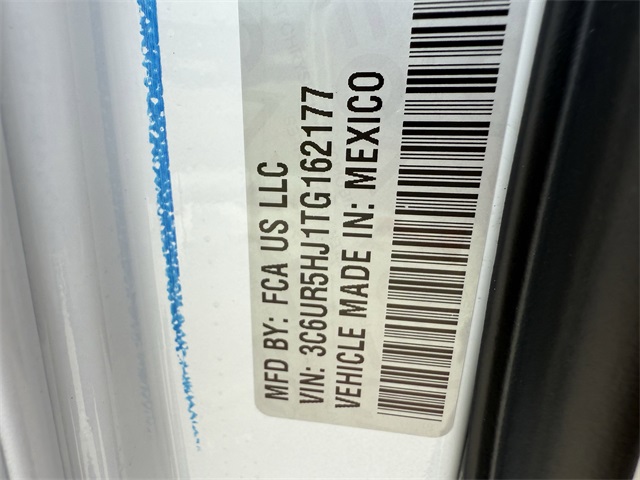 MFD BY: FCA US LLC
VIN: 3C6UR5HJ1TG162177
VEHICLE MADE IN: MEXICO